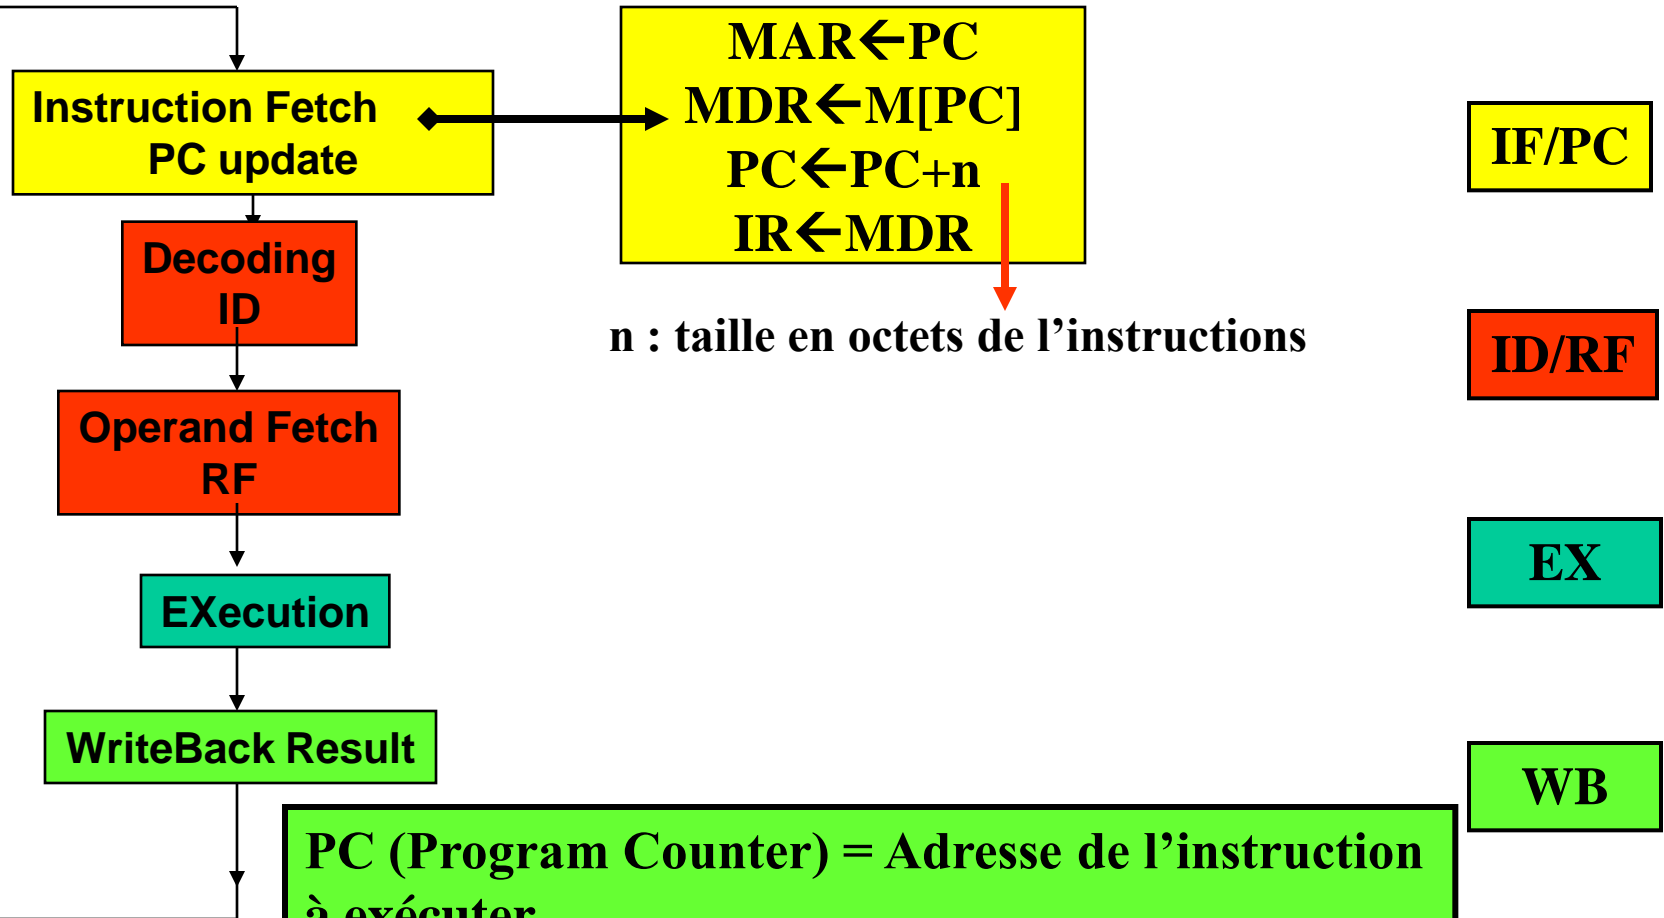 Instruction Fetch
PC update
MAR←PC
MDR←M[PC]
PC←PC+n
IR←MDR
n : taille en octets de l’instructions
Decoding
ID
Operand Fetch
RF
EXecution
WriteBack Result
IF/PC
ID/RF
EX
WB
PC (Program Counter) = Adresse de l’instruction
à exécuter